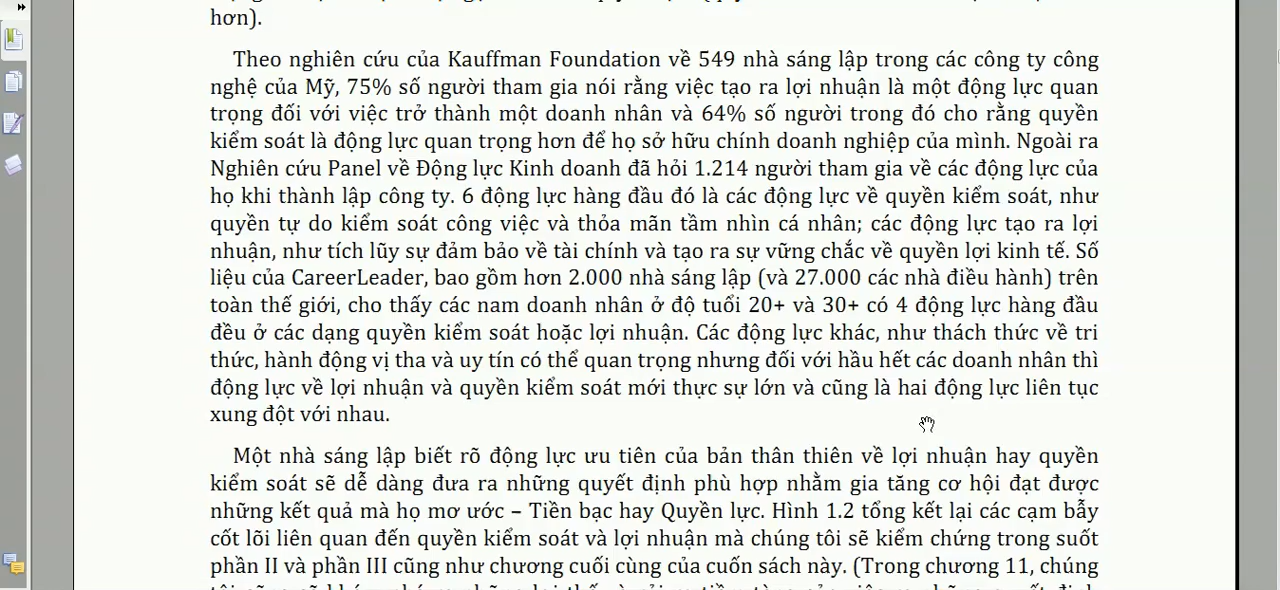 hơn).
Theo nghiên cứu của Kauffman Foundation về 549 nhà sáng lập trong các công ty công
nghệ của Mỹ, 75% số người tham gia nói rằng việc tạo ra lợi nhuận là một động lực quan
trọng đối với việc trở thành một doanh nhân và 64% số người trong đó cho rằng quyền
kiểm soát là động lực quan trọng hơn để họ sở hữu chính doanh nghiệp của mình. Ngoài ra
Nghiên cứu Panel về Động lực Kinh doanh đã hỏi 1.214 người tham gia về các động lực của
họ khi thành lập công ty. 6 động lực hàng đầu đó là các động lực về quyền kiểm soát, như
quyền tự do kiểm soát công việc và thỏa mãn tầm nhìn cá nhân; các động lực tạo ra lợi
nhuận, như tích lũy sự đảm bảo về tài chính và tạo ra sự vững chắc về quyền lợi kinh tế. Số
liệu của CareerLeader, bao gồm hơn 2.000 nhà sáng lập (và 27.000 các nhà điều hành) trên
toàn thế giới, cho thấy các nam doanh nhân ở độ tuổi 20+ và 30+ có 4 động lực hàng đầu
đều ở các dạng quyền kiểm soát hoặc lợi nhuận. Các động lực khác, như thách thức về tri
thức, hành động vị tha và uy tín có thể quan trọng nhưng đối với hầu hết các doanh nhân thì
động lực về lợi nhuận và quyền kiểm soát mới thực sự lớn và cũng là hai động lực liên tục
xung đột với nhau.
Một nhà sáng lập biết rõ động lực ưu tiên của bản thân thiên về lợi nhuận hay quyền
kiểm soát sẽ dễ dàng đưa ra những quyết định phù hợp nhằm gia tăng cơ hội đạt được
những kết quả mà họ mơ ước – Tiền bạc hay Quyền lực. Hình 1.2 tổng kết lại các cạm bẫy
cốt lõi liên quan đến quyền kiểm soát và lợi nhuận mà chúng tôi sẽ kiểm chứng trong suốt
phần II và phần III cũng như chương cuối cùng của cuốn sách này. (Trong chương 11, chúng